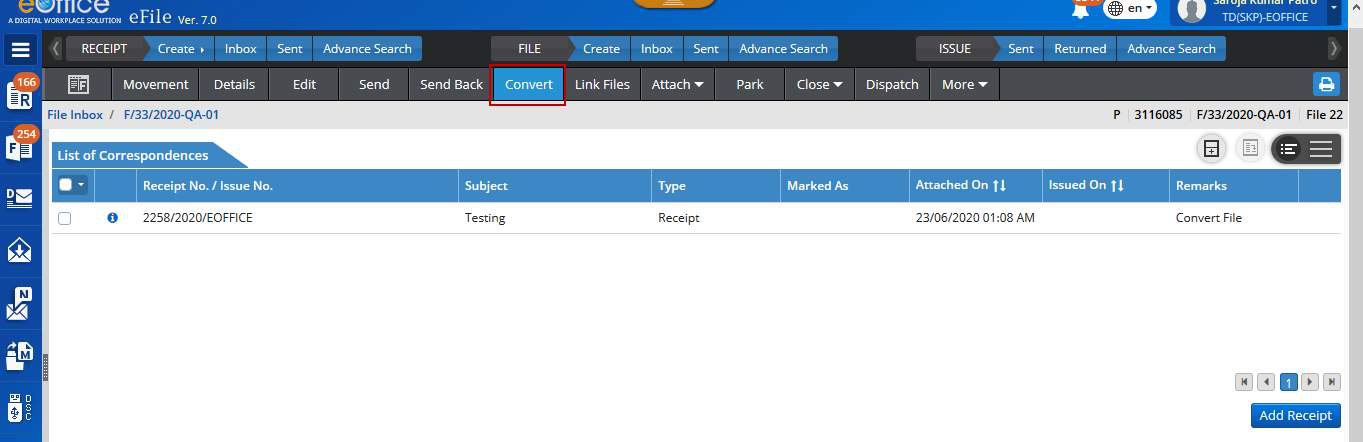 eOffice
A DIGITAL WORKPLACE SOLUTION
eFile Ver. 7.0
en
Saroja Kumar Patro
TD(SKP)-EOFFICE
RECEIPT Create Inbox Sent Advance Search FILE Create Inbox Sent Advance Search ISSUE Sent Returned Advance Search
Movement Details Edit Send Send Back Convert Link Files Attach Park Close Dispatch More
166
R
File Inbox / F/33/2020-QA-01 P 3116085 F/33/2020-QA-01 File 22
254
F
List of Correspondences
Receipt No. / Issue No. Subject Type Marked As Attached On Issued On Remarks
D
2258/2020/EOFFICE Testing Receipt 23/06/2020 01:08 AM Convert File
N
M
1
DSC
Add Receipt